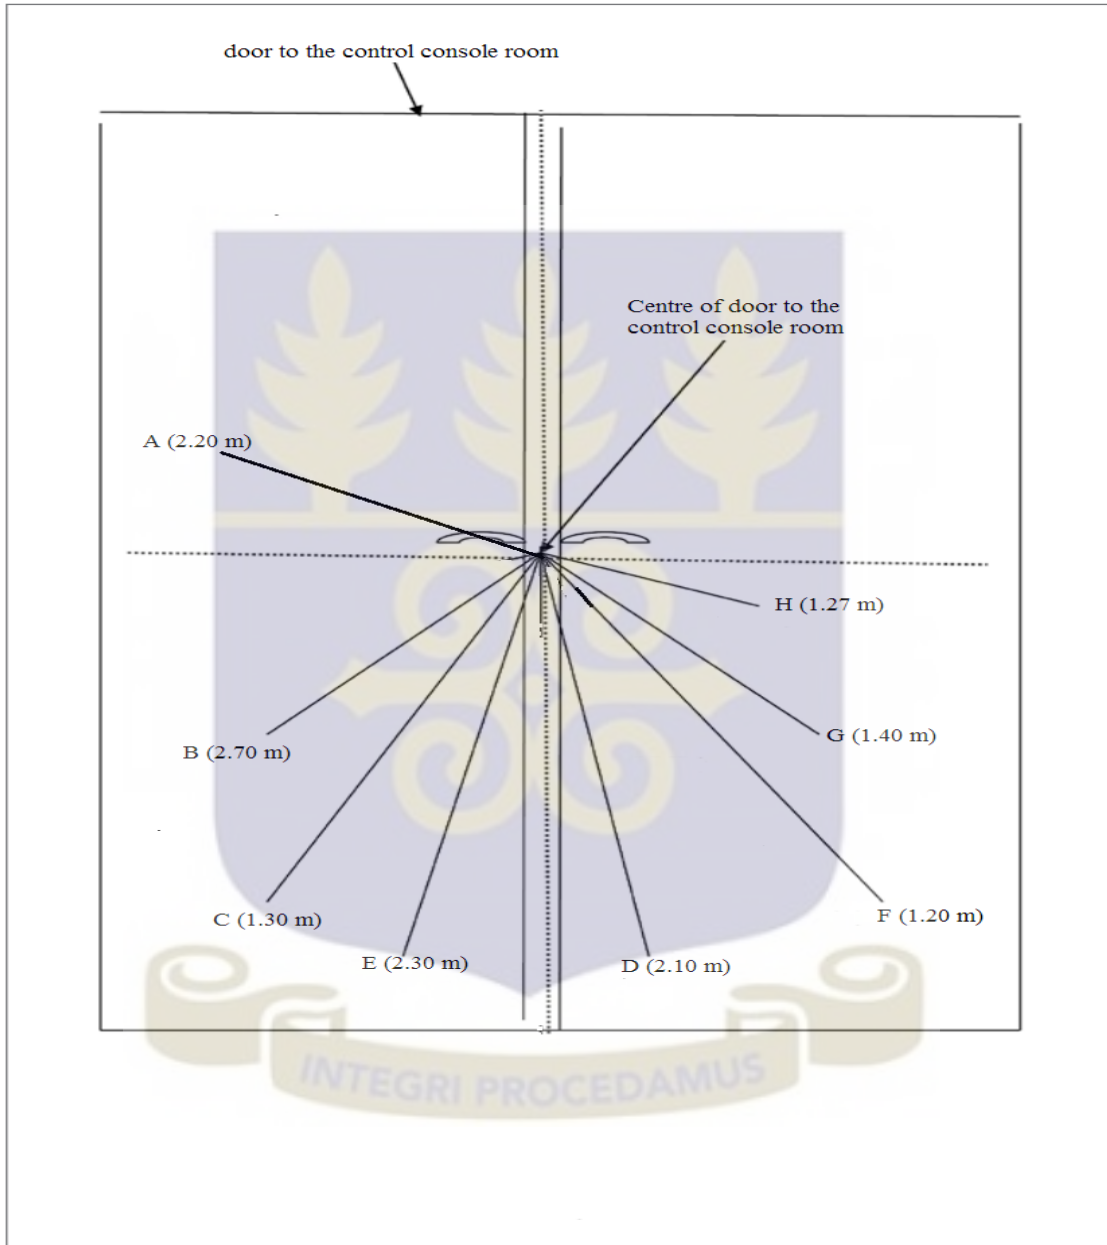 door to the control console room
Centre of door to the
control console room
A (2.20 m)
H (1.27 m)
B (2.70 m)
G (1.40 m)
C (1.30 m)
F (1.20 m)
E (2.30 m)
D (2.10 m)
INTEGRI PROCEDAMUS